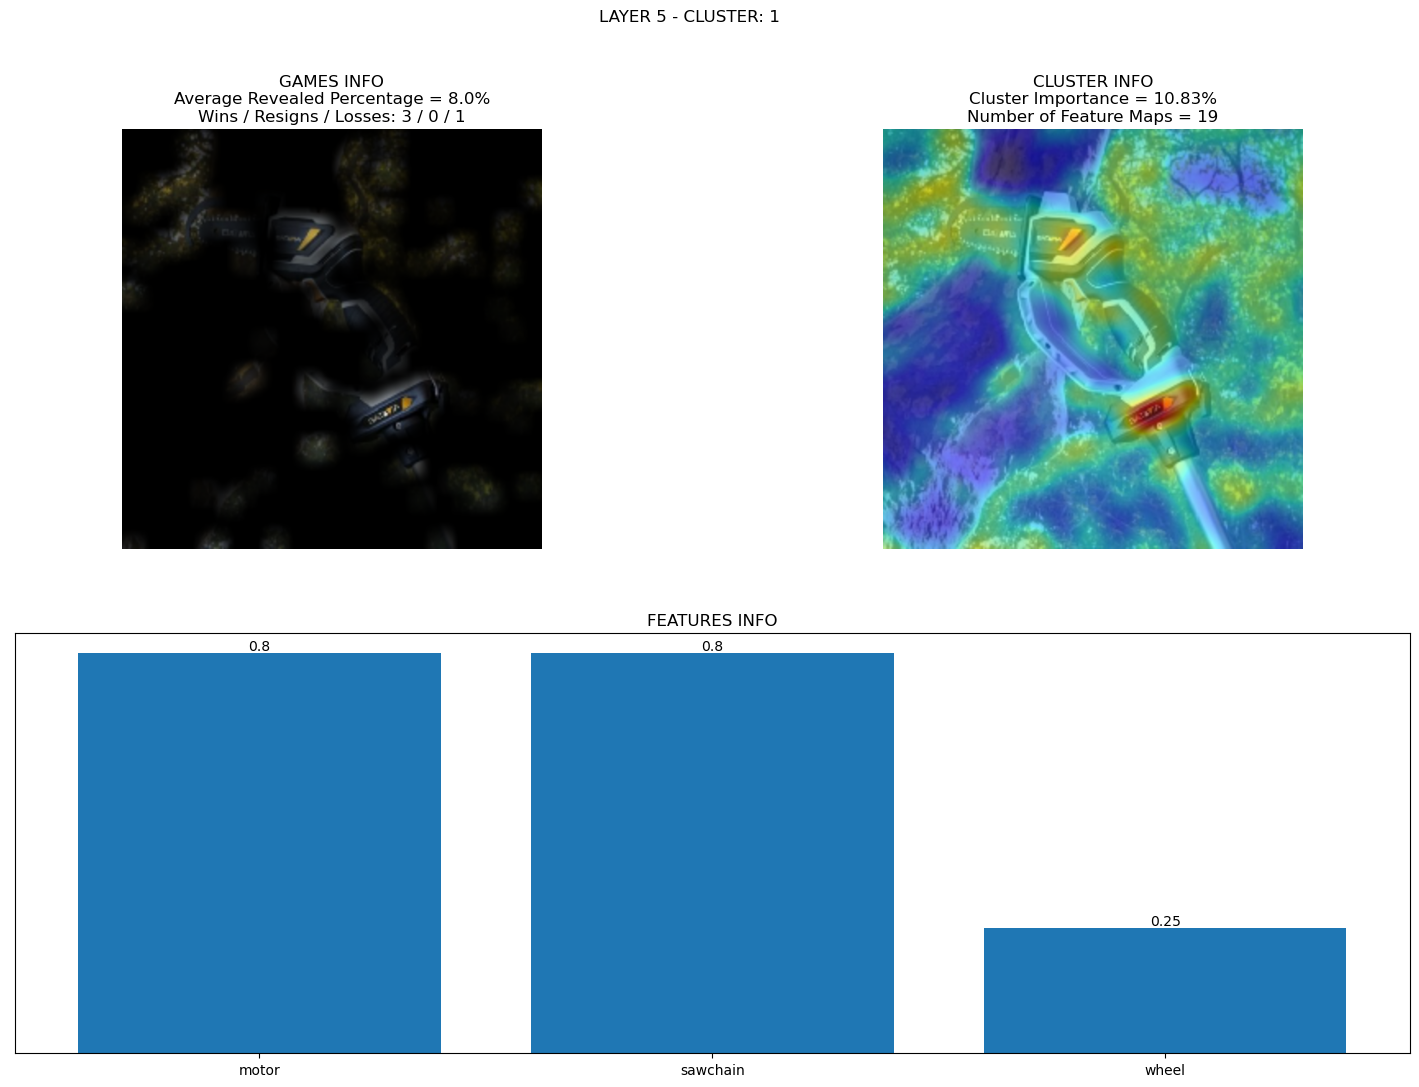 LAYER 5 - CLUSTER: 1
GAMES INFO
Average Revealed Percentage = 8.0%
Wins / Resigns / Losses: 3 / 0 / 1
CLUSTER INFO
Cluster Importance = 10.83%
Number of Feature Maps = 19
FEATURES INFO
0.8
0.8
0.25
motor
sawchain
wheel